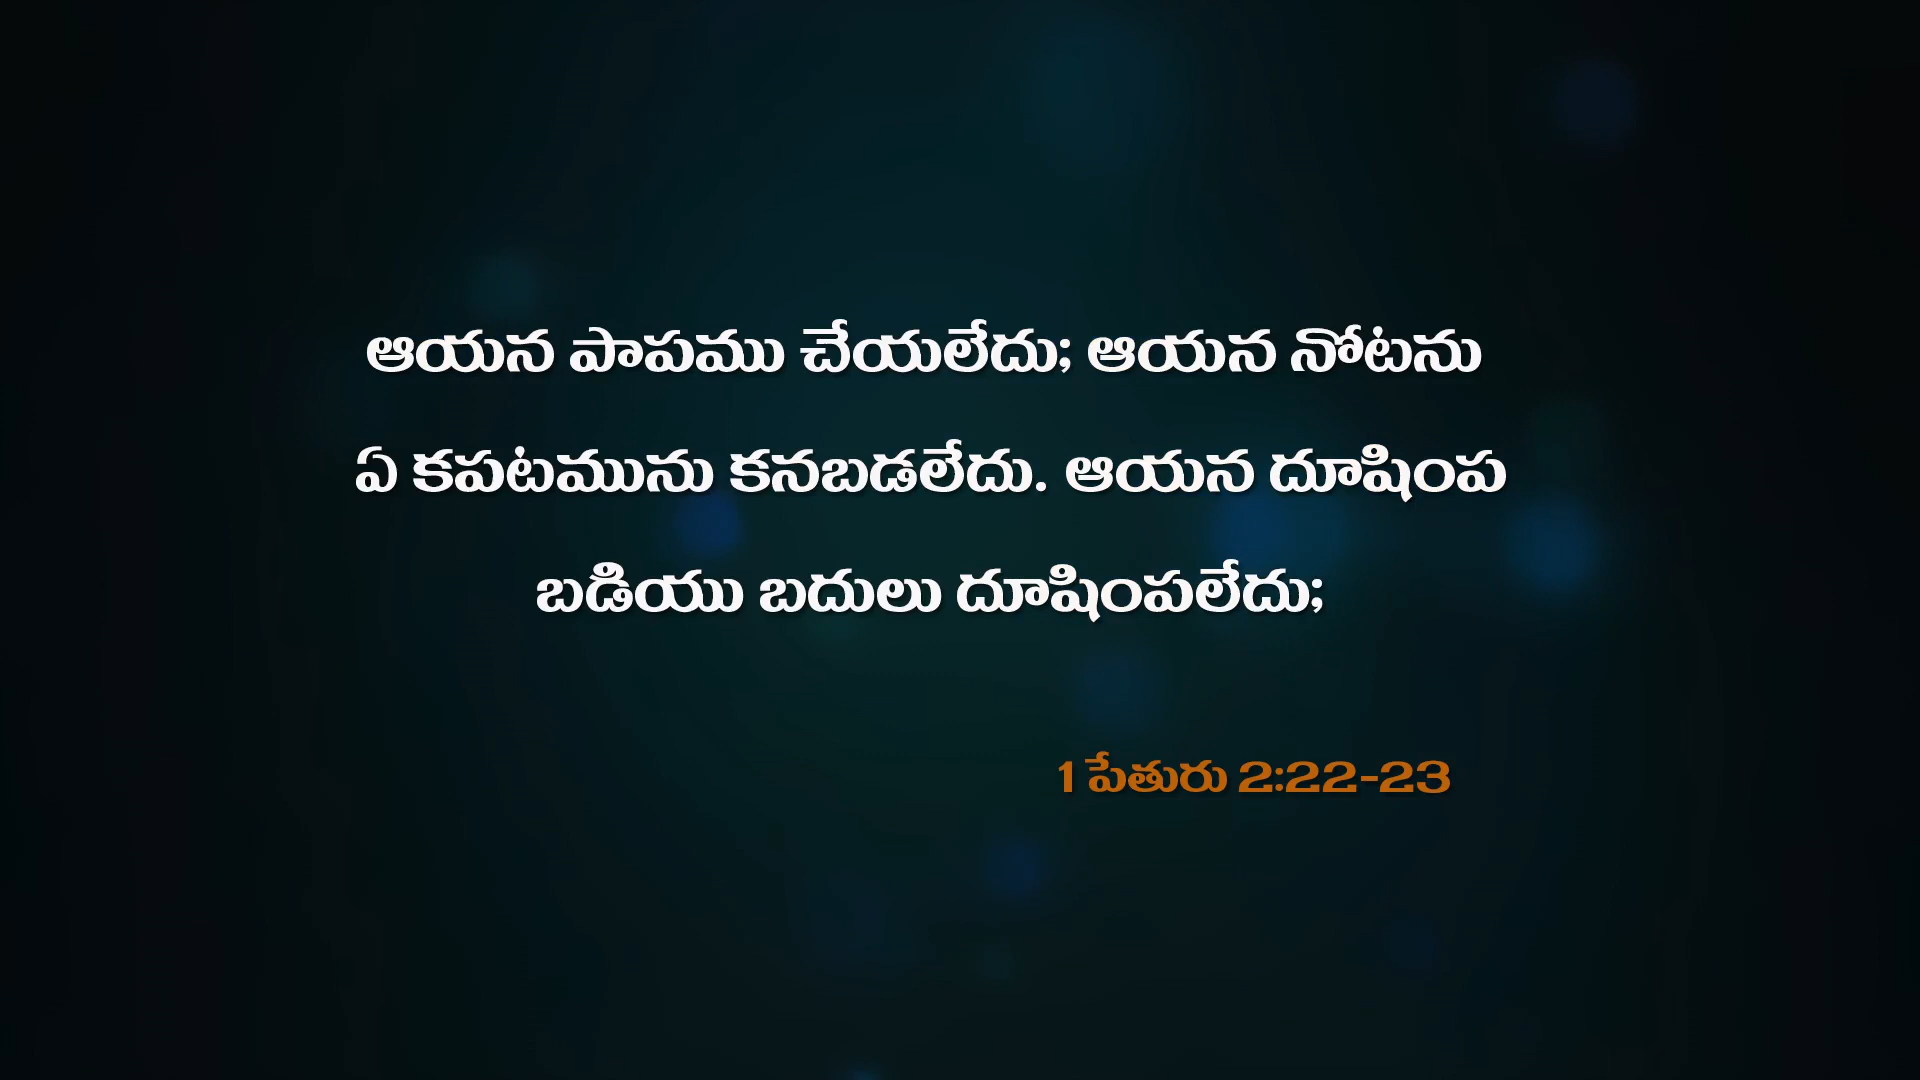 ఆయన పాపము చేయలేదు; ఆయన నోటను
ఏ కపటమును కనబడలేదు. ఆయన దూషింప
బడియు బదులు దూషింపలేదు;
1 పేతురు 2:22-23